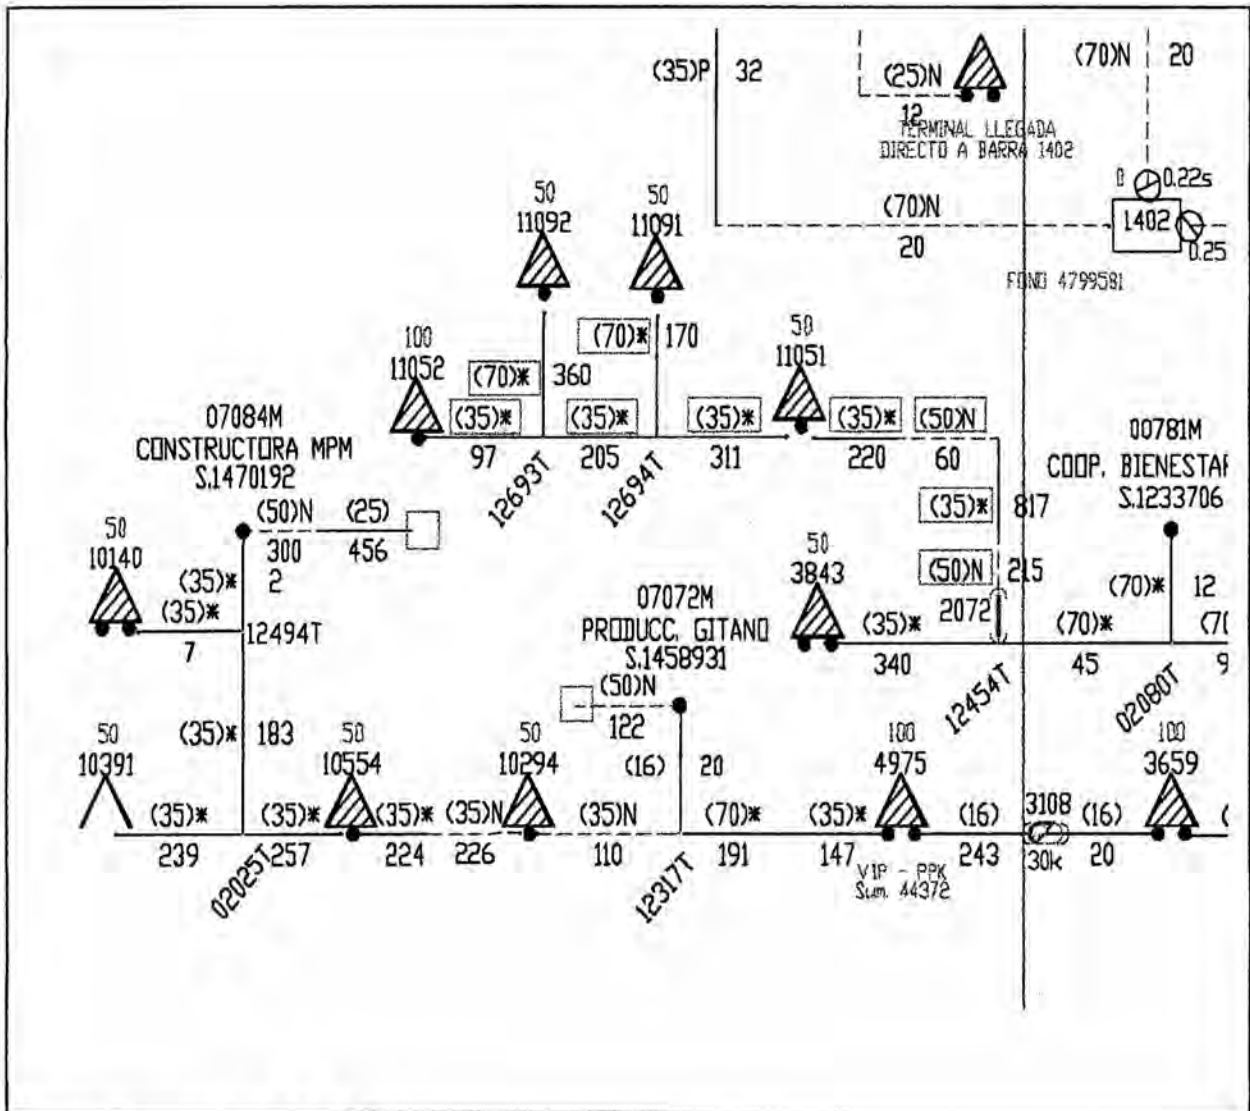 (35)P 32
(25)N
12
TERMINAL LLEGADA
DIRECTO A BARRA 1402
(70)N 20
0 0.22s
1402
0.25
(70)N
20
FONO 4799581
50
11092
50
11091
100
11052
(70)* 360
(70)* 170
50
11051
(35)* (35)* (35)* (35)* (50)N
97 205 311 220 60
12693T
12694T
07084M
CONSTRUCTORA MPM
S.1470192
(50)N (25)
300 456
00781M
COOP. BIENESTAR
S.1233706
(35)* 817
(50)N 215
2072
50
10140
(35)* 2
(35)*
7
12494T
50
3843
(35)*
340
07072M
PRODUCC. GITANO
S.1458931
(50)N
122
(16) 20
(70)* 12
(70)* (70
45 9
12454T
02080T
50
10391
(35)* 183
50
10554
50
10294
100
4975
100
3659
(35)* (35)* (35)* (35)N (35)N (70)* (35)* (16) 3108 (16) (
239 257 224 226 110 191 147 243 30k 20
02025T
12317T
VIP - PPK
Sum. 44372